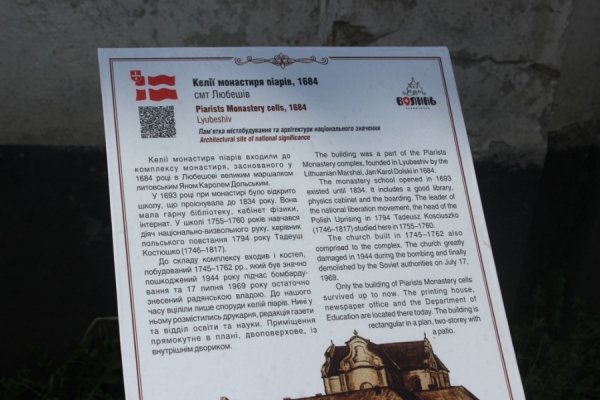 Келії монастиря піарів, 1684
смт Любешів
Piarists Monastery cells, 1684
Lyubeshiv
Пам'ятка містобудування та архітектури національного значення
Architectural site of national significance
ВОЛИНЬ
Келії монастиря піарів входили до
комплексу монастиря, заснованого у
1684 році в Любешові великим маршалком
литовським Яном Каролем Дольським.
У 1693 році при монастирі було відкрито
школу, що проіснувала до 1834 року. Вона
мала гарну бібліотеку, кабінет фізики,
інтернат. У школі 1755–1760 років навчався
діяч національно-визвольного руху, керівник
польського повстання 1794 року Тадеуш
Костюшко (1746–1817).
До складу комплексу входив і костел,
побудований 1745–1762 рр., який був значно
пошкоджений 1944 року підчас бомбарду-
вання та 17 липня 1969 року остаточно
знесений радянською владою. До нашого
часу вціліли лише споруди келій піарів. Нині у
ньому розмістились друкарня, редакція газети
та відділ освіти та науки. Приміщення
прямокутне в плані, двоповерхове, із
внутрішнім двориком.
The building was a part of the Piarists
Monastery complex, founded in Lyubeshiv by the
Lithuanian Marshal, Jan Karol Dolski in 1684.
The monastery school opened in 1693
existed until 1834. It includes a good library,
physics cabinet and the boarding. The leader of
the national liberation movement, the head of the
Polish Uprising in 1794 Tadeusz Kosciuszko
(1746–1817) studied here in 1755–1760.
The church built in 1745–1762 also
comprised to the complex. The church greatly
damaged in 1944 during the bombing and finally
demolished by the Soviet authorities on July 17,
1969.
Only the building of Piarists Monastery cells
survived up to now. The printing house,
newspaper office and the Department of
Education are located there today. The building is
rectangular in a plan, two-storey with
a patio.